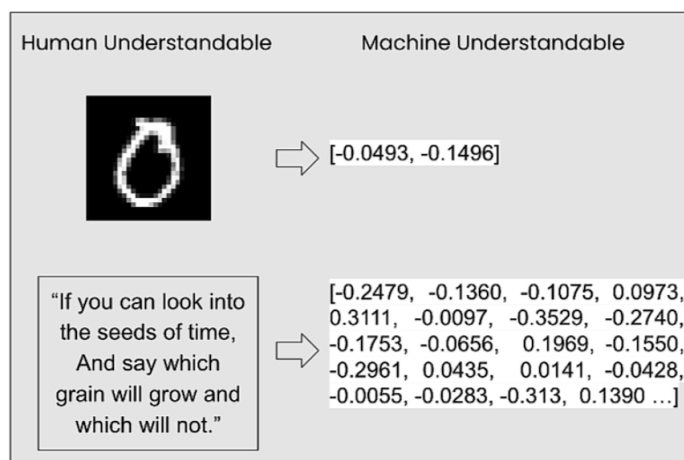 Human Understandable
Machine Understandable
[-0.0493, -0.1496]
“If you can look into
the seeds of time,
And say which
grain will grow and
which will not.”
[-0.2479, -0.1360, -0.1075, 0.0973,
0.3111, -0.0097, -0.3529, -0.2740,
-0.1753, -0.0656, 0.1969, -0.1550,
-0.2961, 0.0435, 0.0141, -0.0428,
-0.0055, -0.0283, -0.313, 0.1390 ...]